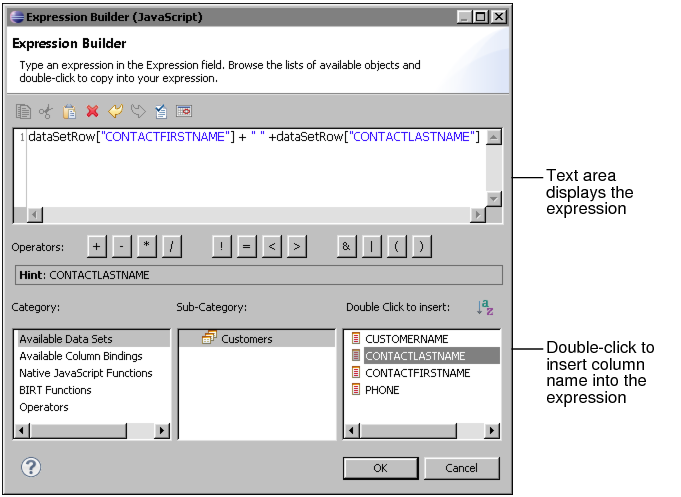 Expression Builder (JavaScript)
Expression Builder
Type an expression in the Expression field. Browse the lists of available objects and
double-click to copy into your expression.
1 dataSetRow["CONTACTFIRSTNAME"] + " " +dataSetRow["CONTACTLASTNAME"]
Text area
displays the
expression
Operators: + - * / ! = < > & | ( )
Hint: CONTACTLASTNAME
Category: Sub-Category: Double Click to insert: a z
Available Data Sets Customers CUSTOMERNAME
Available Column Bindings CONTACTLASTNAME
Native JavaScript Functions CONTACTFIRSTNAME
BIRT Functions PHONE
Operators
Double-click to
insert column
name into the
expression
? OK Cancel